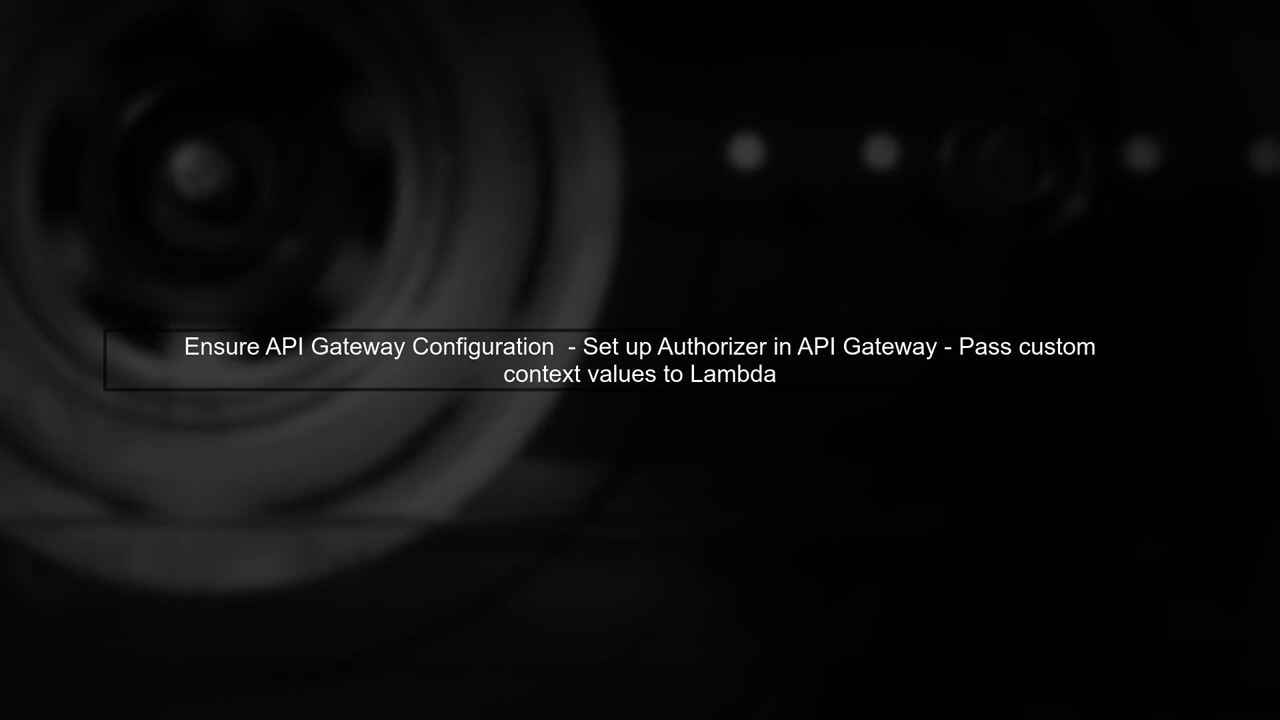 Ensure API Gateway Configuration  - Set up Authorizer in API Gateway - Pass custom
context values to Lambda